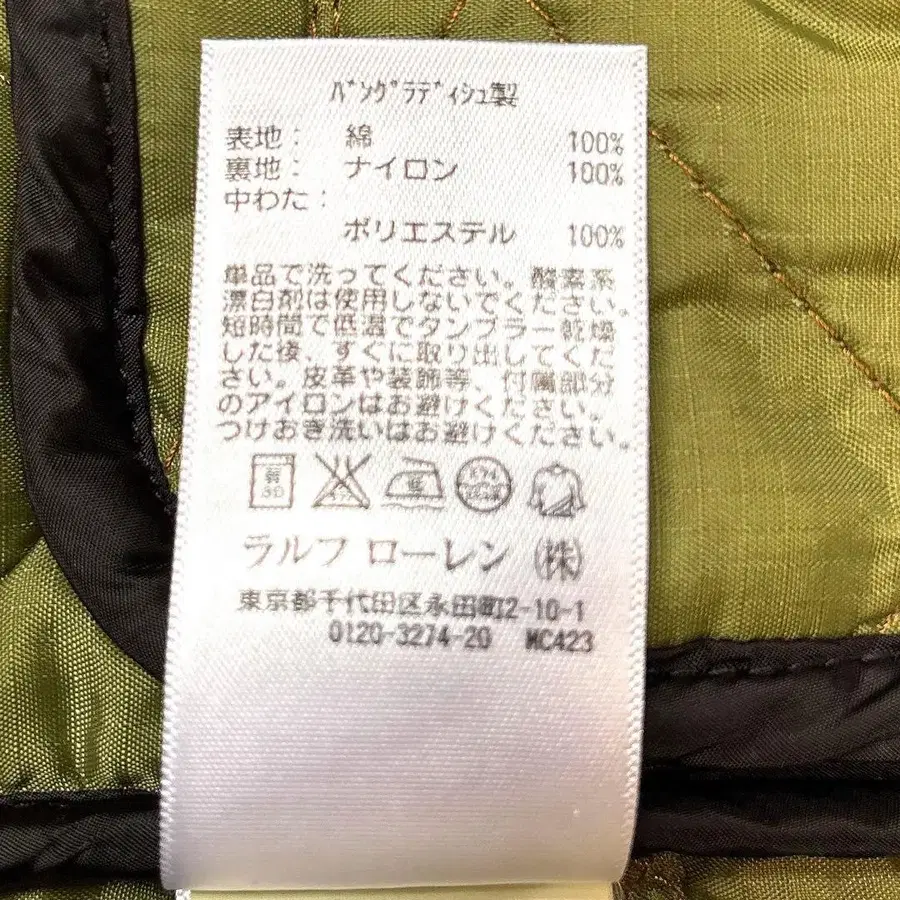 ﾊﾞﾝｸﾞﾗﾃﾞｨｼｭ製
表地： 綿 100%
裏地： ナイロン 100%
中わた：
ポリエステル 100%
単品で洗ってください。酸素系
漂白剤は使用しないでください。
短時間で低温でタンブラー乾燥
した後、すぐに取り出してくだ
さい。皮革や装飾等、付属部分
のアイロンはお避けください。
つけおき洗いはお避けください。
弱 30
ラルフ ローレン ㈱
東京都千代田区永田町2-10-1
0120-3274-20 MC423